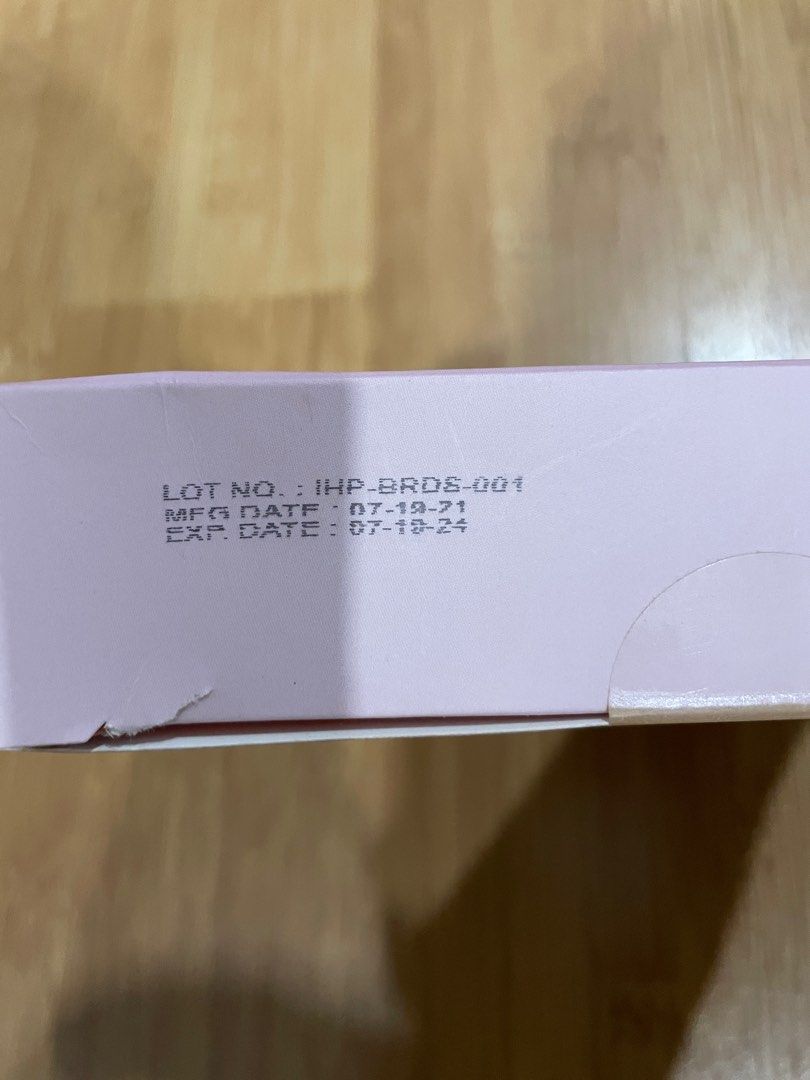 LOT NO. : IHP-BRDS-001
MFG DATE : 07-19-21
EXP. DATE : 07-19-24